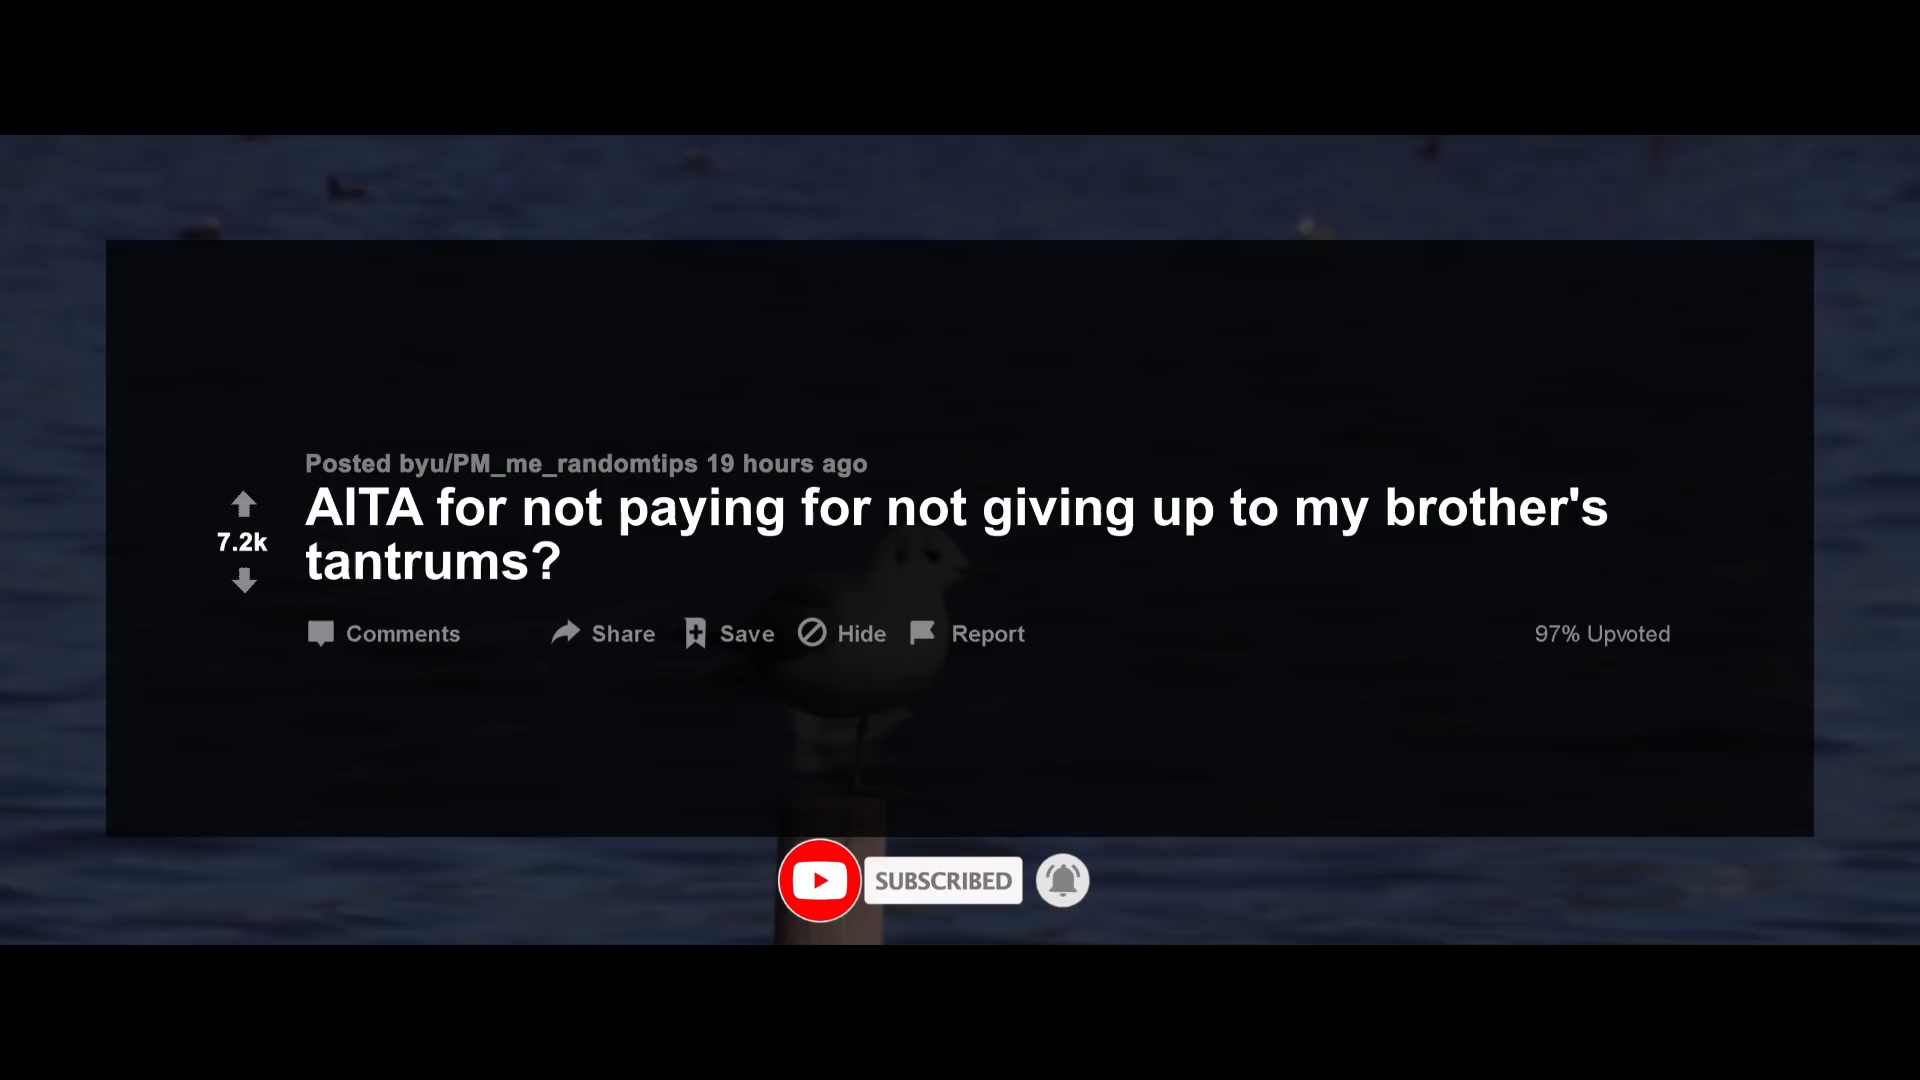 Posted byu/PM_me_randomtips 19 hours ago
AITA for not paying for not giving up to my brother's
tantrums?
7.2k
Comments Share Save Hide Report 97% Upvoted
SUBSCRIBED